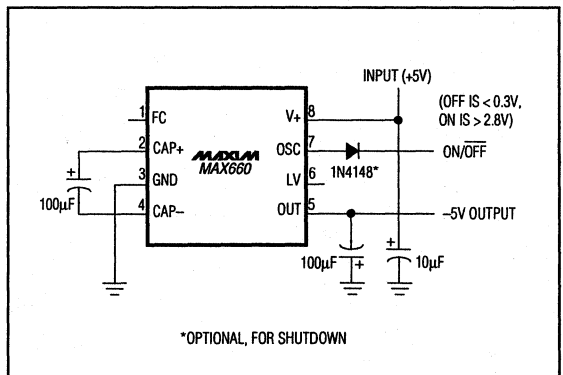 INPUT (+5V)
(OFF IS < 0.3V,
ON IS > 2.8V)
1 FC
V+ 8
2 CAP+
MAXIM
MAX660
OSC 7
1N4148*
ON/OFF
3 GND
LV 6
4 CAP−
OUT 5
−5V OUTPUT
+
100µF
100µF
+
+
10µF
*OPTIONAL, FOR SHUTDOWN